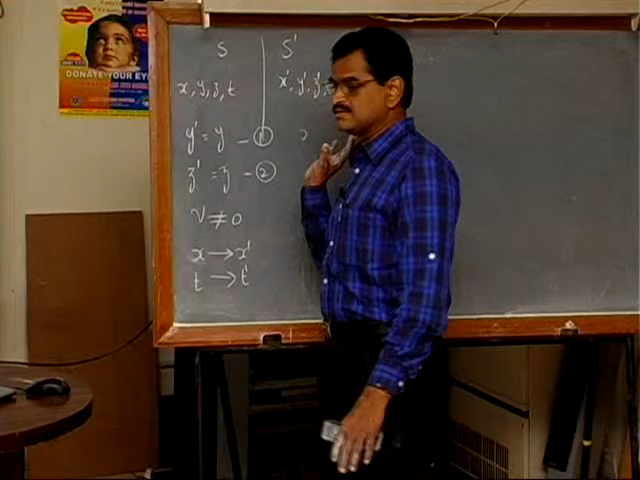 DONATE YOUR EY
S S'
x, y, z, t x', y', z',
y' = y — ①
z' = z — ②
v ≠ 0
x → x'
t → t'